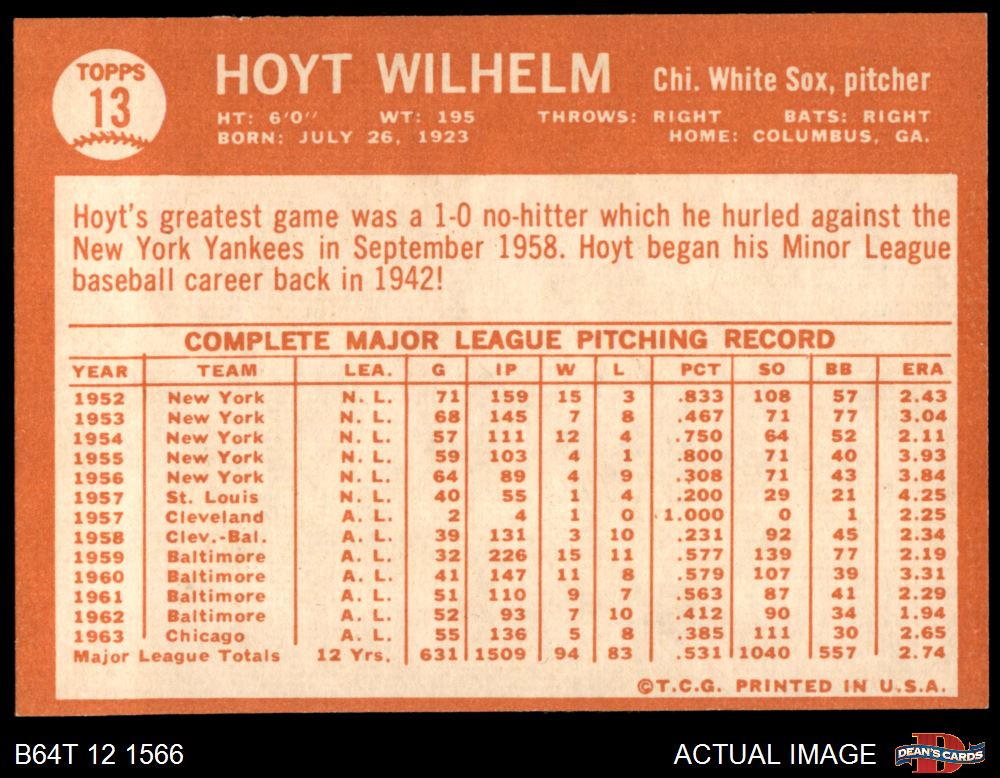 TOPPS
13
HOYT WILHELM Chi. White Sox, pitcher
HT: 6'0" WT: 195 THROWS: RIGHT BATS: RIGHT
BORN: JULY 26, 1923 HOME: COLUMBUS, GA.
Hoyt's greatest game was a 1-0 no-hitter which he hurled against the
New York Yankees in September 1958. Hoyt began his Minor League
baseball career back in 1942!
COMPLETE MAJOR LEAGUE PITCHING RECORD
YEAR TEAM LEA. G IP W L PCT SO BB ERA
1952 New York N. L. 71 159 15 3 .833 108 57 2.43
1953 New York N. L. 68 145 7 8 .467 71 77 3.04
1954 New York N. L. 57 111 12 4 .750 64 52 2.11
1955 New York N. L. 59 103 4 1 .800 71 40 3.93
1956 New York N. L. 64 89 4 9 .308 71 43 3.84
1957 St. Louis N. L. 40 55 1 4 .200 29 21 4.25
1957 Cleveland A. L. 2 4 1 0 1.000 0 1 2.25
1958 Clev.-Bal. A. L. 39 131 3 10 .231 92 45 2.34
1959 Baltimore A. L. 32 226 15 11 .577 139 77 2.19
1960 Baltimore A. L. 41 147 11 8 .579 107 39 3.31
1961 Baltimore A. L. 51 110 9 7 .563 87 41 2.29
1962 Baltimore A. L. 52 93 7 10 .412 90 34 1.94
1963 Chicago A. L. 55 136 5 8 .385 111 30 2.65
Major League Totals 12 Yrs. 631 1509 94 83 .531 1040 557 2.74
©T.C.G. PRINTED IN U.S.A.
B64T 12 1566 ACTUAL IMAGE DEAN'S CARDS